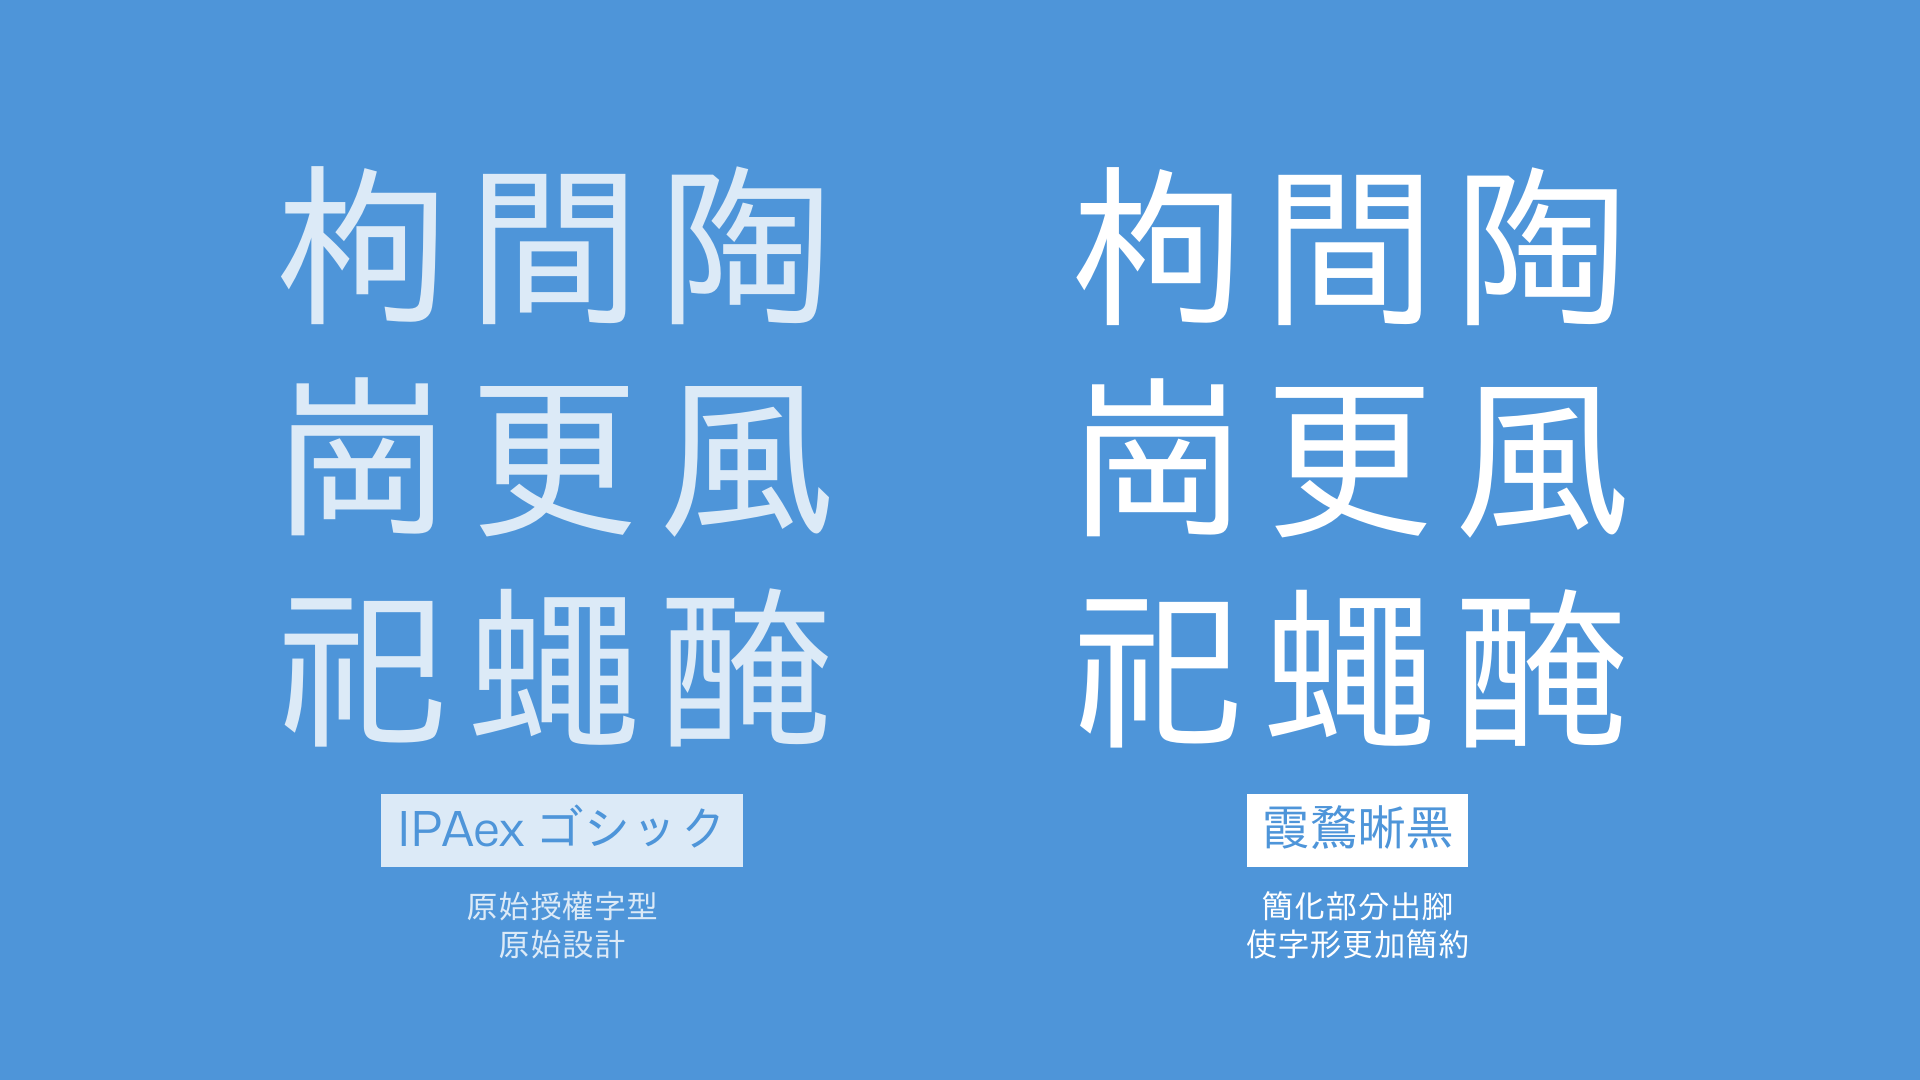 枸間陶
崗更風
祀蠅醃
IPAex ゴシック
原始授權字型
原始設計
枸間陶
崗更風
祀蠅醃
霞鶩晰黑
簡化部分出腳
使字形更加簡約